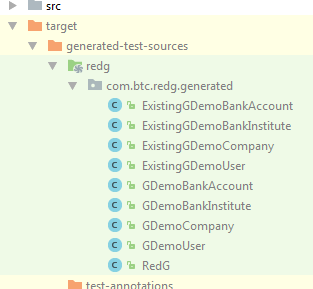 src
target
generated-test-sources
redg
com.btc.redg.generated
ExistingGDemoBankAccount
ExistingGDemoBankInstitute
ExistingGDemoCompany
ExistingGDemoUser
GDemoBankAccount
GDemoBankInstitute
GDemoCompany
GDemoUser
RedG
test-annotations